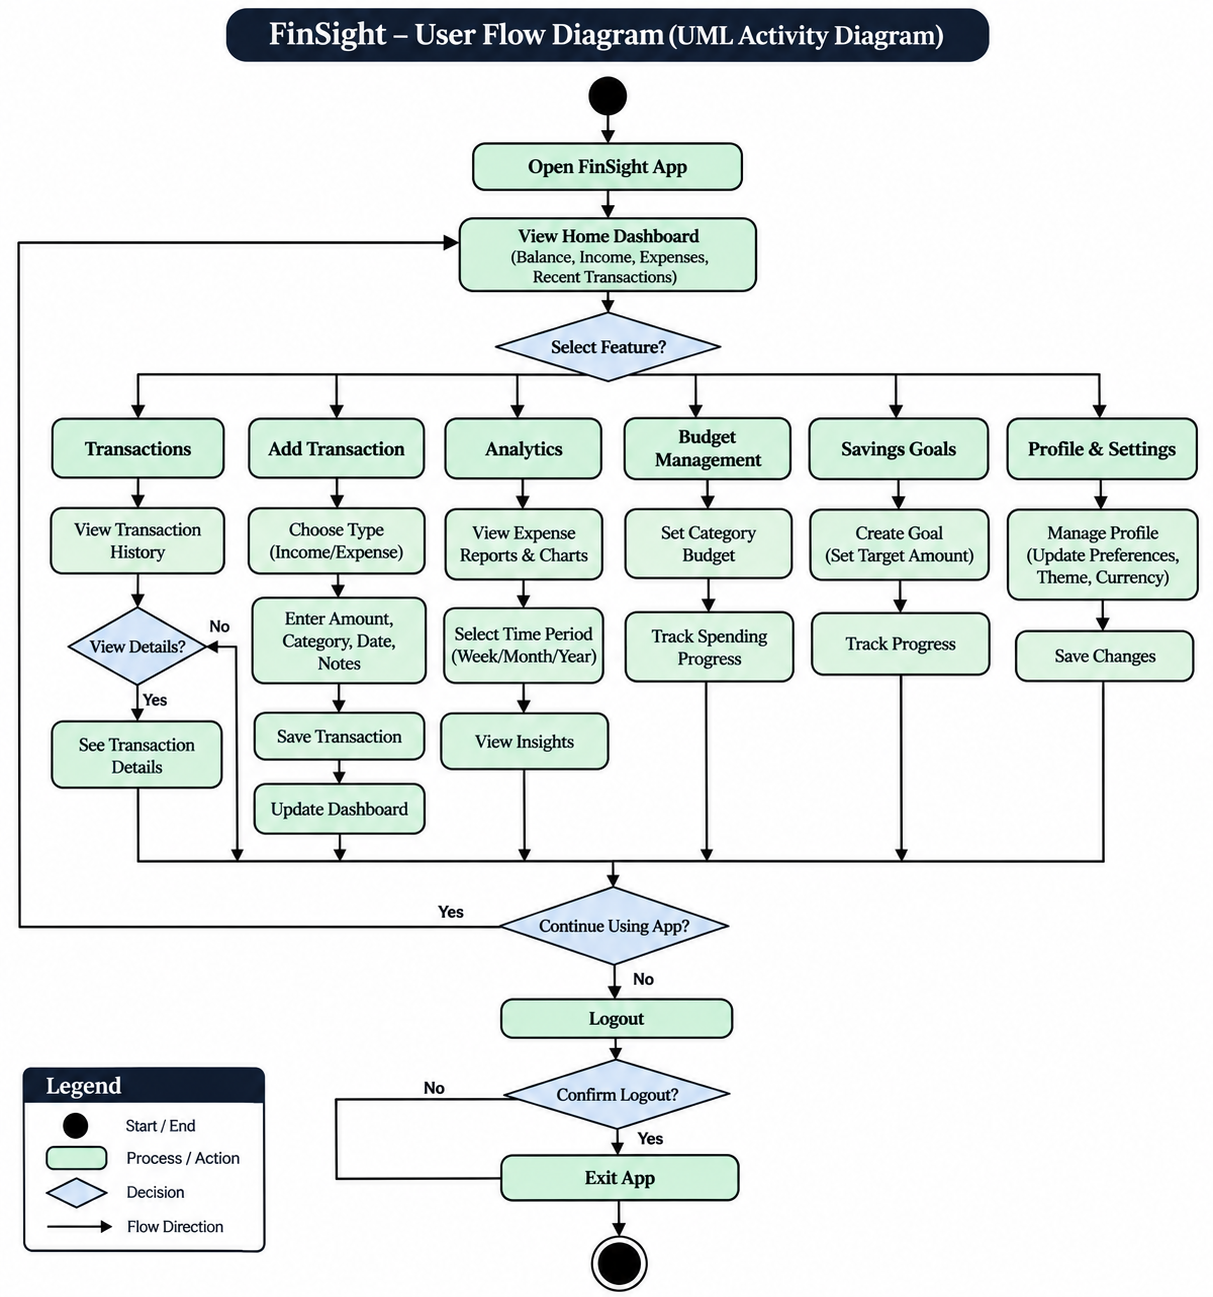 FinSight – User Flow Diagram (UML Activity Diagram)
Open FinSight App
View Home Dashboard
(Balance, Income, Expenses,
Recent Transactions)
Select Feature?
Transactions
View Transaction
History
View Details?
No
Yes
See Transaction
Details
Add Transaction
Choose Type
(Income/Expense)
Enter Amount,
Category, Date,
Notes
Save Transaction
Update Dashboard
Analytics
View Expense
Reports & Charts
Select Time Period
(Week/Month/Year)
View Insights
Budget
Management
Set Category
Budget
Track Spending
Progress
Savings Goals
Create Goal
(Set Target Amount)
Track Progress
Profile & Settings
Manage Profile
(Update Preferences,
Theme, Currency)
Save Changes
Yes
Continue Using App?
No
Logout
No
Confirm Logout?
Yes
Exit App
Legend
Start / End
Process / Action
Decision
Flow Direction